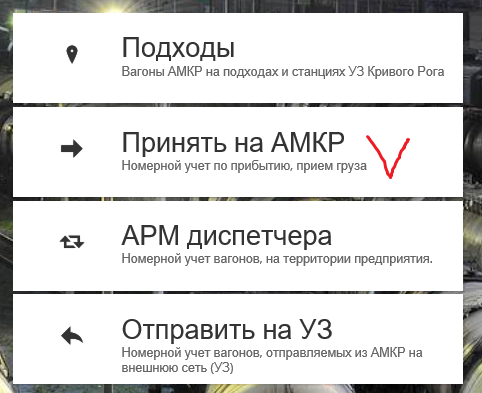 Подходы
Вагоны АМКР на подходах и станциях УЗ Кривого Рога
Принять на АМКР
Номерной учет по прибытию, прием груза
АРМ диспетчера
Номерной учет вагонов, на территории предприятия.
Отправить на УЗ
Номерной учет вагонов, отправляемых из АМКР на
внешнюю сеть (УЗ)